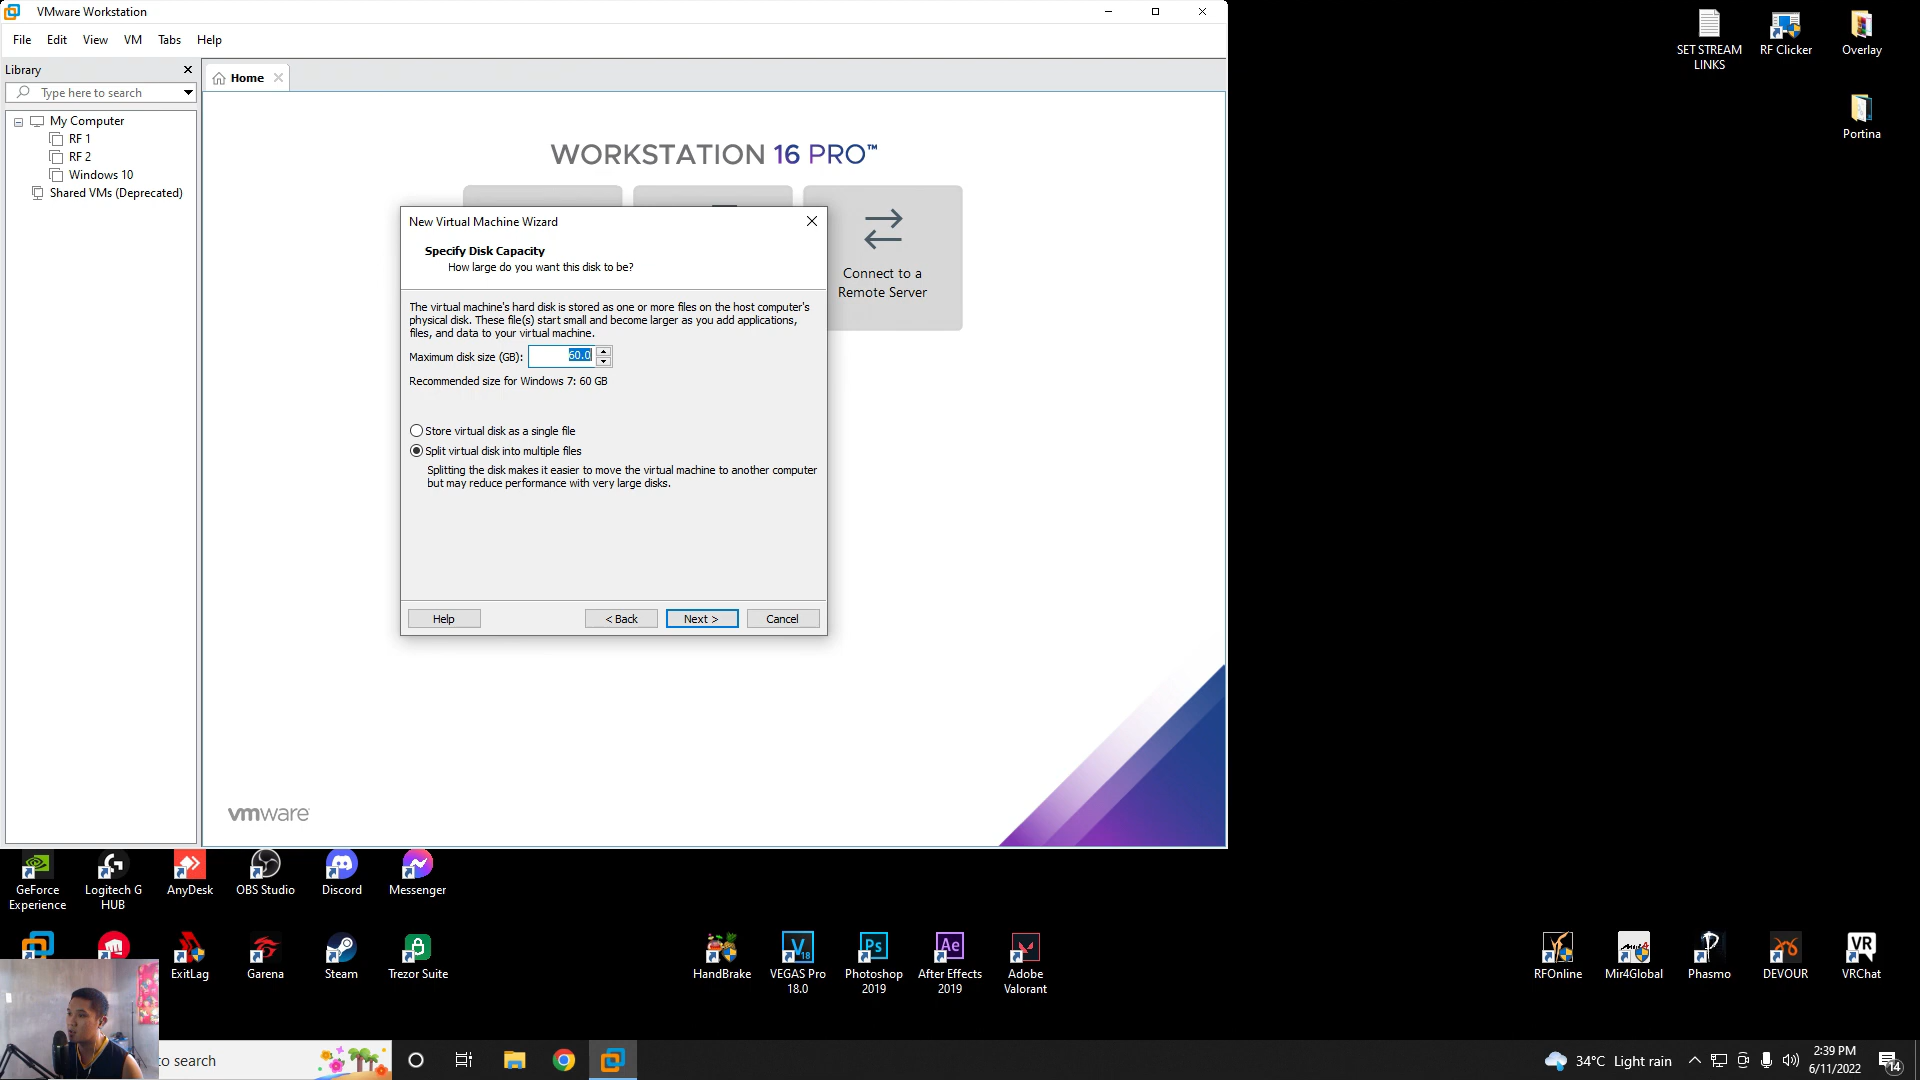 VMware Workstation
File Edit View VM Tabs Help
Library
Type here to search
My Computer
RF 1
RF 2
Windows 10
Shared VMs (Deprecated)
Home
WORKSTATION 16 PRO™
Connect to a
Remote Server
New Virtual Machine Wizard
Specify Disk Capacity
How large do you want this disk to be?
The virtual machine's hard disk is stored as one or more files on the host computer's
physical disk. These file(s) start small and become larger as you add applications,
files, and data to your virtual machine.
Maximum disk size (GB): 60.0
Recommended size for Windows 7: 60 GB
Store virtual disk as a single file
Split virtual disk into multiple files
Splitting the disk makes it easier to move the virtual machine to another computer
but may reduce performance with very large disks.
Help < Back Next > Cancel
vmware
SET STREAM
LINKS
RF Clicker
Overlay
Portina
GeForce
Experience
Logitech G
HUB
AnyDesk
OBS Studio
Discord
Messenger
ExitLag
Garena
Steam
Trezor Suite
HandBrake
V
18
VEGAS Pro
18.0
Ps
Photoshop
2019
Ae
After Effects
2019
Adobe
Valorant
RFOnline
Mir4
Mir4Global
Phasmo
DEVOUR
VR
VRChat
to search
34°C Light rain
2:39 PM
6/11/2022
14